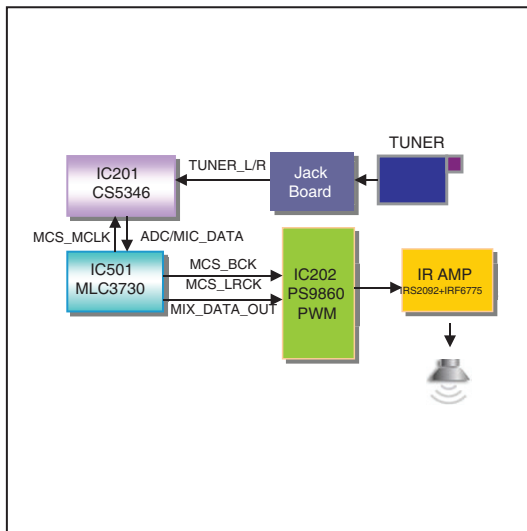 TUNER
TUNER_L/R
IC201
CS5346
Jack
Board
MCS_MCLK
ADC/MIC_DATA
IC501
MLC3730
MCS_BCK
MCS_LRCK
MIX_DATA_OUT
IC202
PS9860
PWM
IR AMP
IRS2092+IRF6775